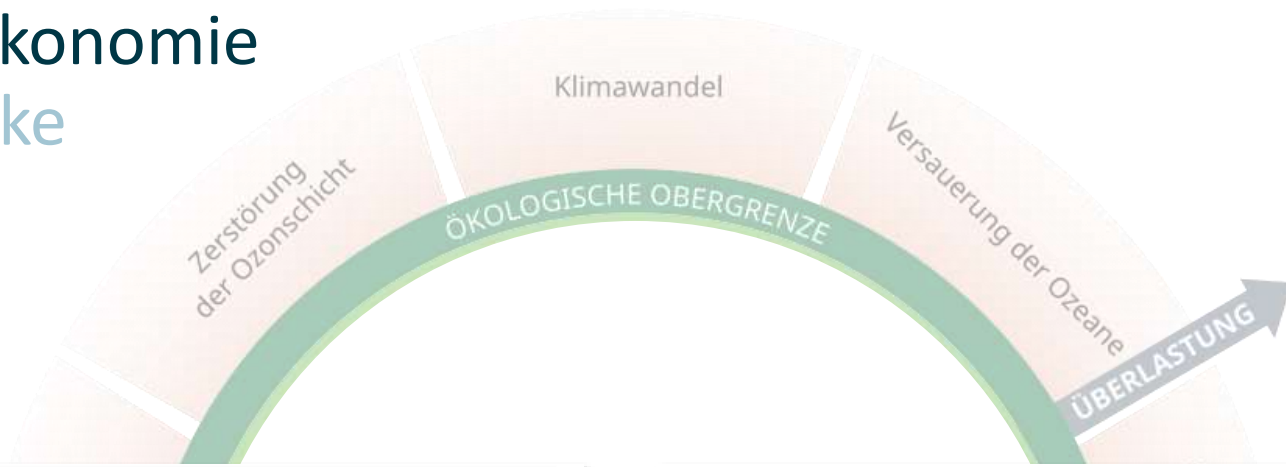 konomie
ke
Klimawandel
Zerstörung
der Ozonschicht
Versauerung der Ozeane
ÖKOLOGISCHE OBERGRENZE
ÜBERLASTUNG